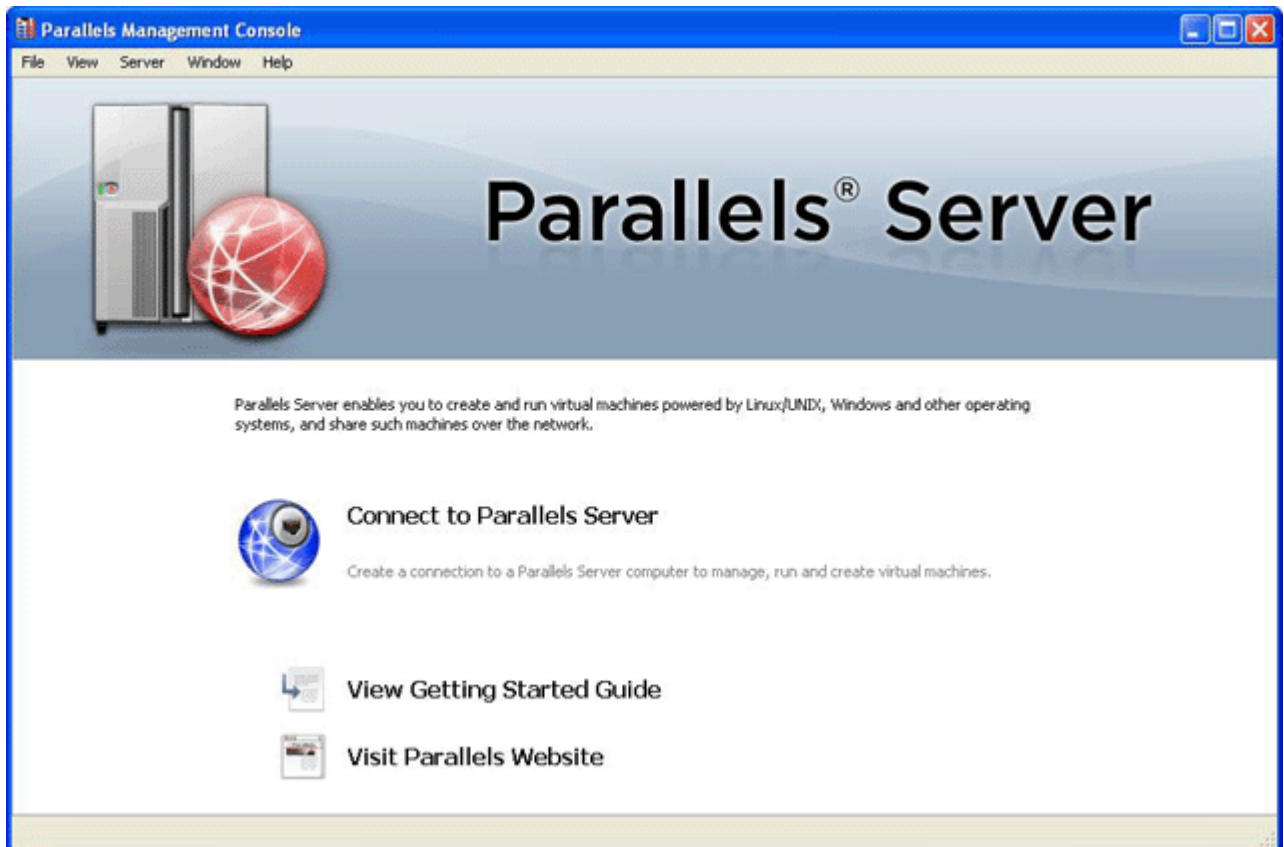 Parallels Management Console
File View Server Window Help
Parallels® Server
Parallels Server enables you to create and run virtual machines powered by Linux/UNIX, Windows and other operating
systems, and share such machines over the network.
Connect to Parallels Server
Create a connection to a Parallels Server computer to manage, run and create virtual machines.
View Getting Started Guide
Visit Parallels Website